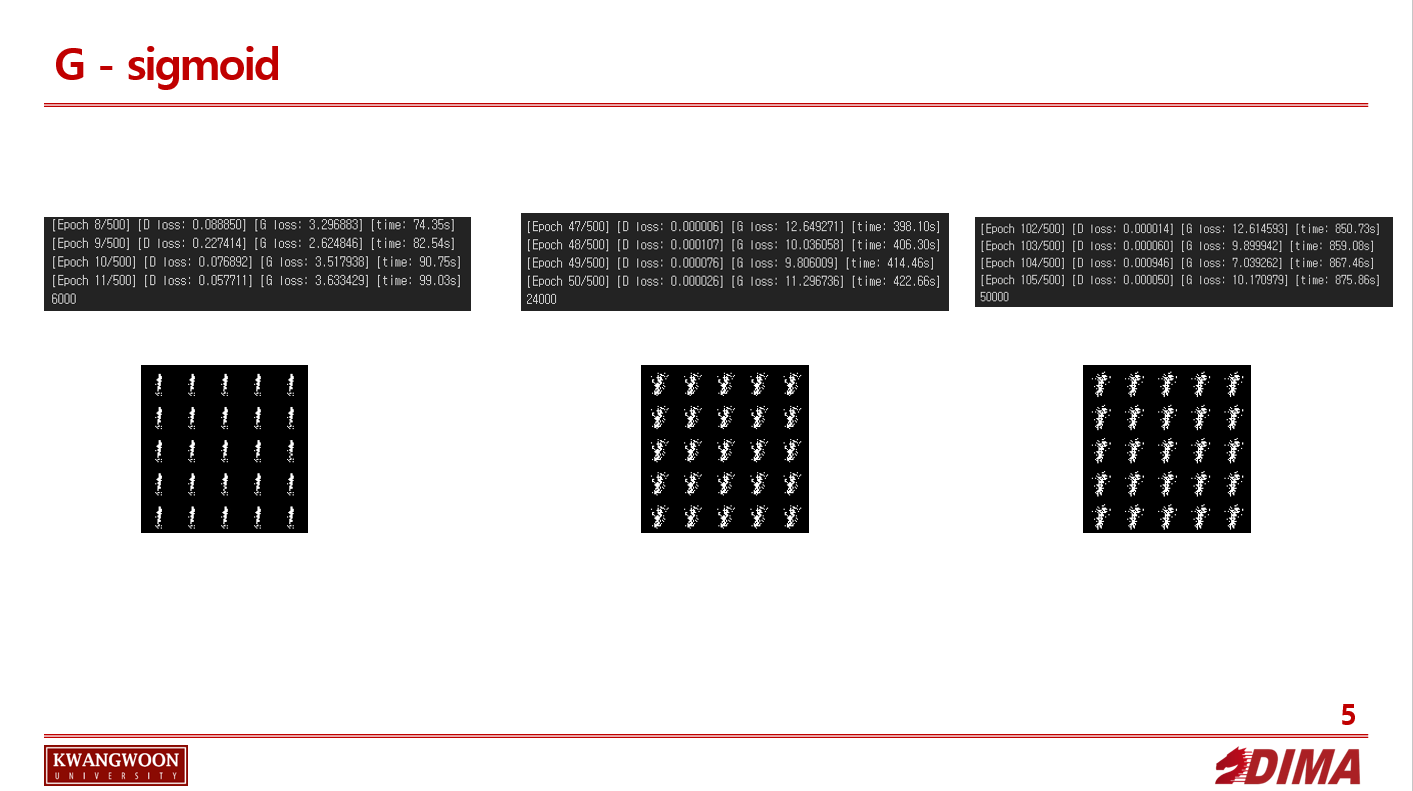 G - sigmoid
[Epoch 8/500] [D loss: 0.088850] [G loss: 3.296883] [time: 74.35s]
[Epoch 9/500] [D loss: 0.227414] [G loss: 2.624846] [time: 82.54s]
[Epoch 10/500] [D loss: 0.076892] [G loss: 3.517938] [time: 90.75s]
[Epoch 11/500] [D loss: 0.057711] [G loss: 3.633429] [time: 99.03s]
6000
[Epoch 47/500] [D loss: 0.000006] [G loss: 12.649271] [time: 398.10s]
[Epoch 48/500] [D loss: 0.000107] [G loss: 10.036058] [time: 406.30s]
[Epoch 49/500] [D loss: 0.000076] [G loss: 9.806009] [time: 414.46s]
[Epoch 50/500] [D loss: 0.000026] [G loss: 11.296736] [time: 422.66s]
24000
[Epoch 102/500] [D loss: 0.000014] [G loss: 12.614593] [time: 850.73s]
[Epoch 103/500] [D loss: 0.000060] [G loss: 9.899942] [time: 859.08s]
[Epoch 104/500] [D loss: 0.000946] [G loss: 7.039262] [time: 867.46s]
[Epoch 105/500] [D loss: 0.000050] [G loss: 10.170979] [time: 875.86s]
50000
5
KWANGWOON
UNIVERSITY
DIMA